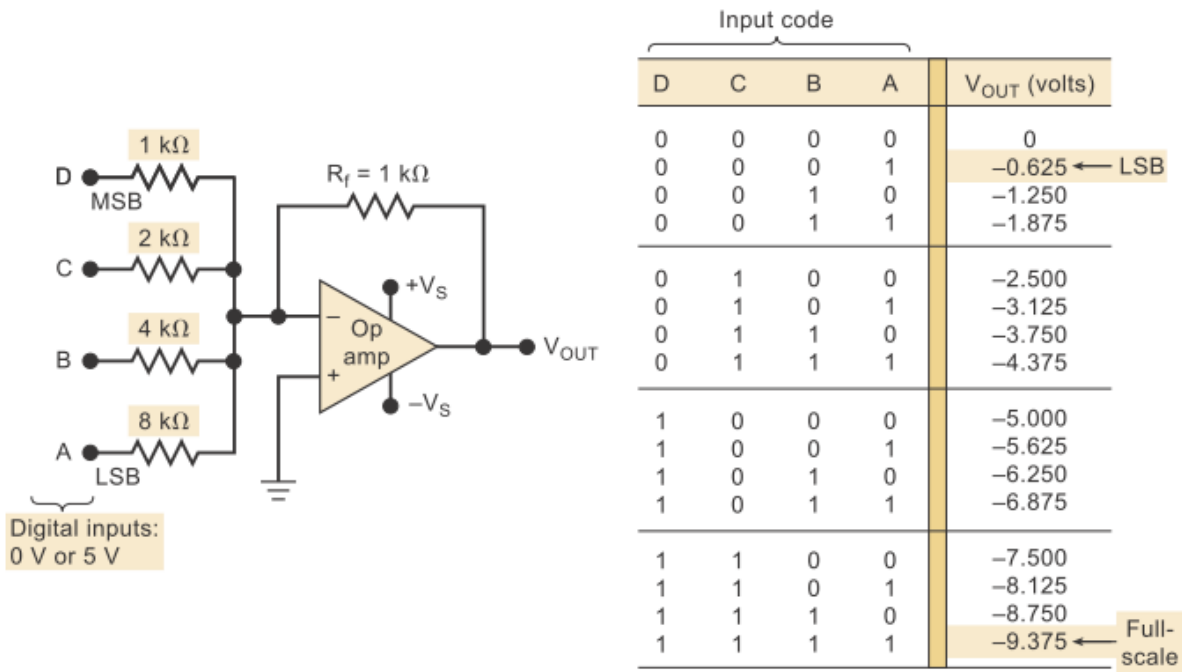 Input code
D C B A V_OUT (volts)
0 0 0 0 0
0 0 0 1 –0.625 ← LSB
0 0 1 0 –1.250
0 0 1 1 –1.875
0 1 0 0 –2.500
0 1 0 1 –3.125
0 1 1 0 –3.750
0 1 1 1 –4.375
1 0 0 0 –5.000
1 0 0 1 –5.625
1 0 1 0 –6.250
1 0 1 1 –6.875
1 1 0 0 –7.500
1 1 0 1 –8.125
1 1 1 0 –8.750
1 1 1 1 –9.375 ← Full-
scale
1 kΩ
D
MSB
2 kΩ
C
4 kΩ
B
8 kΩ
A
LSB
Digital inputs:
0 V or 5 V
R_f = 1 kΩ
+V_S
–
Op
amp
+
–V_S
V_OUT